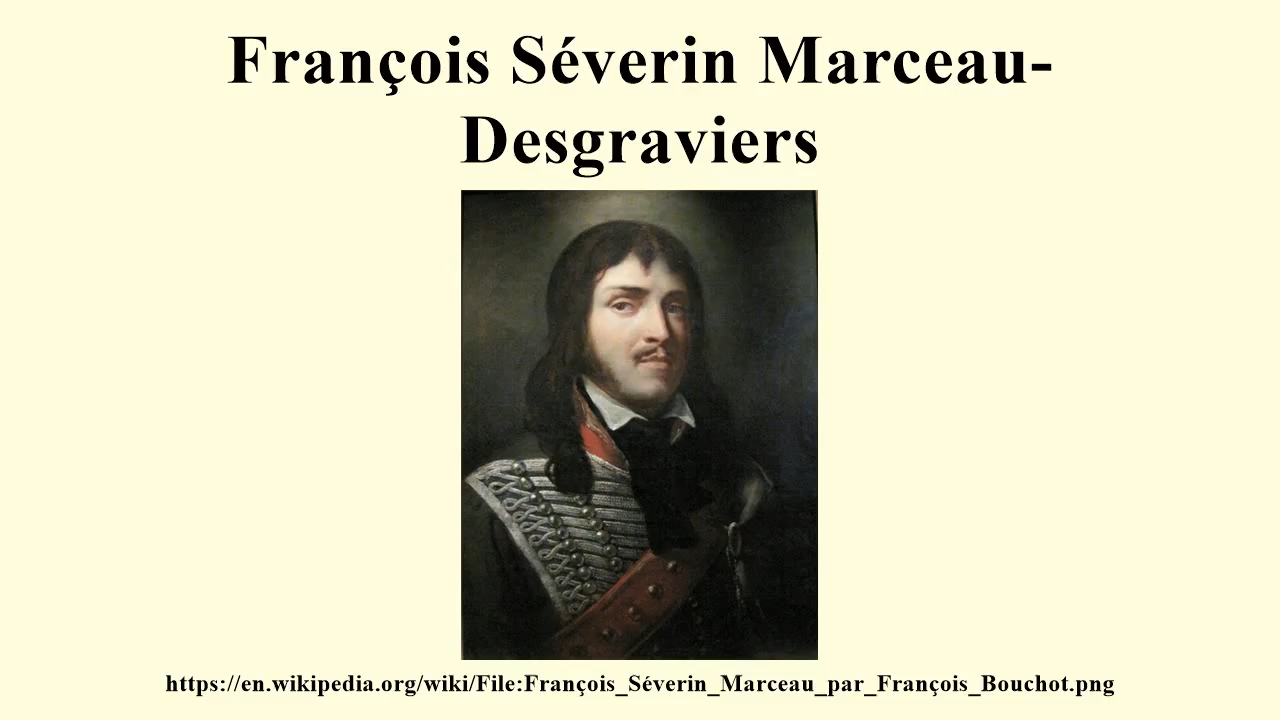 François Séverin Marceau-
Desgraviers
https://en.wikipedia.org/wiki/File:François_Séverin_Marceau_par_François_Bouchot.png